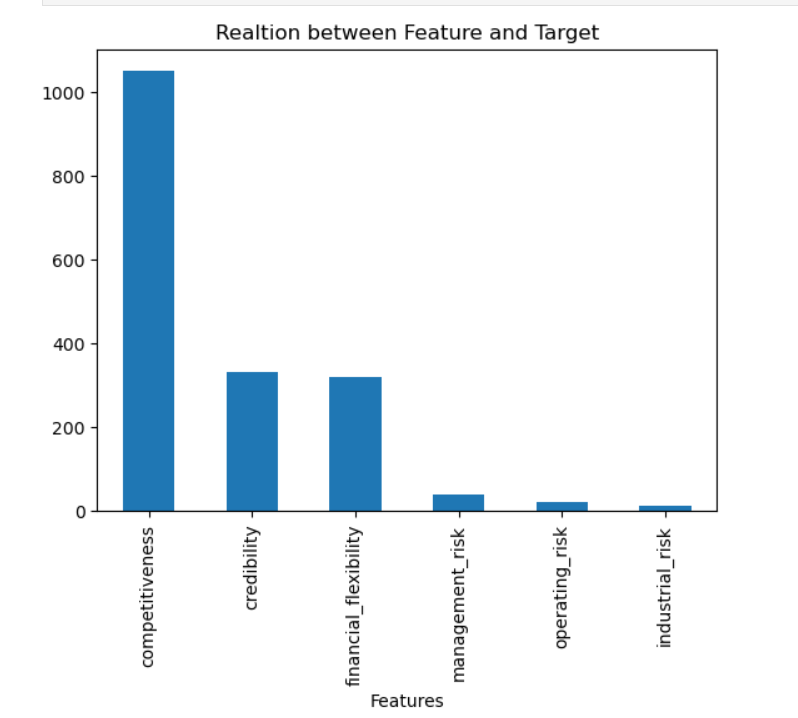 Realtion between Feature and Target
1000
800
600
400
200
0
competitiveness
credibility
financial_flexibility
management_risk
operating_risk
industrial_risk
Features